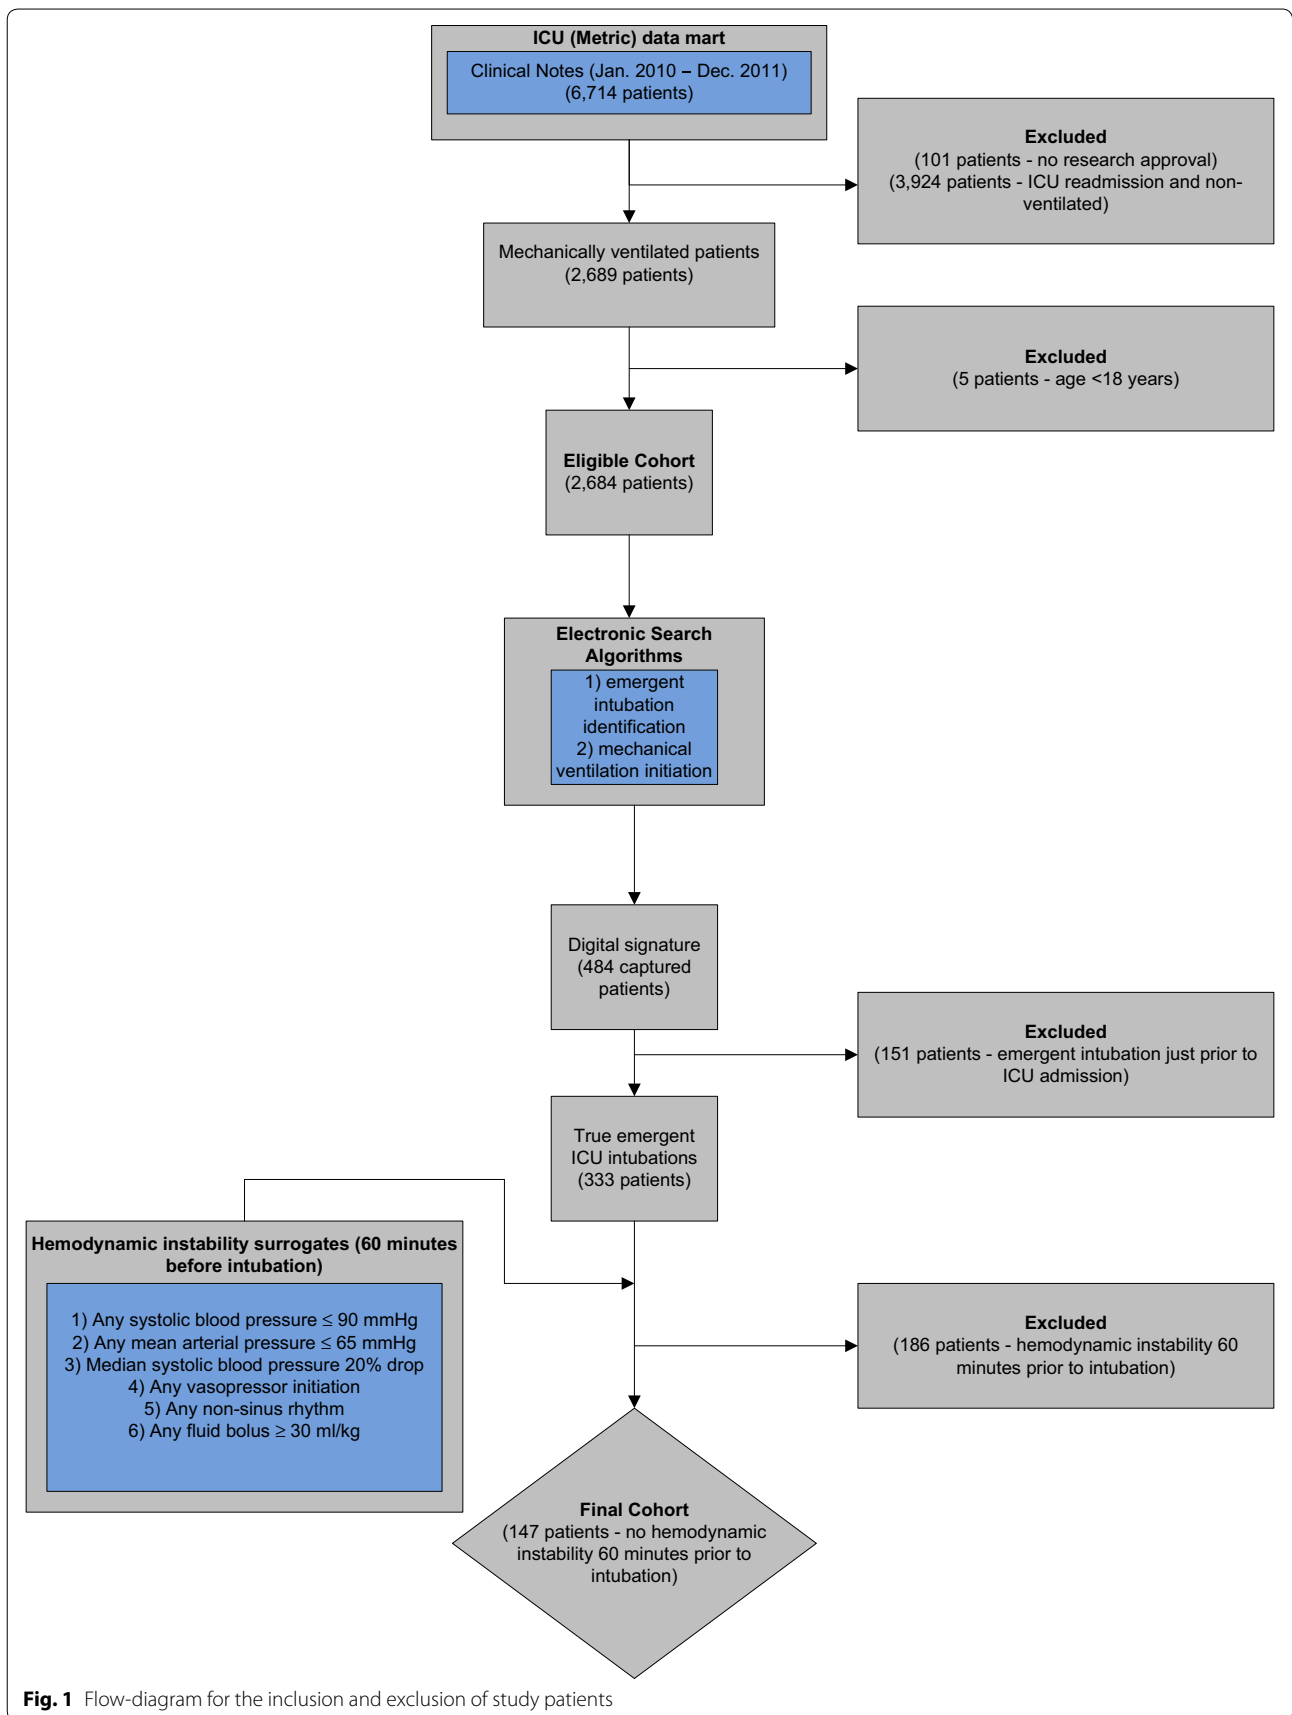 ICU (Metric) data mart
Clinical Notes (Jan. 2010 – Dec. 2011)
(6,714 patients)
Excluded
(101 patients - no research approval)
(3,924 patients - ICU readmission and non-
ventilated)
Mechanically ventilated patients
(2,689 patients)
Excluded
(5 patients - age <18 years)
Eligible Cohort
(2,684 patients)
Electronic Search
Algorithms
1) emergent
intubation
identification
2) mechanical
ventilation initiation
Digital signature
(484 captured
patients)
Excluded
(151 patients - emergent intubation just prior to
ICU admission)
True emergent
ICU intubations
(333 patients)
Hemodynamic instability surrogates (60 minutes
before intubation)
1) Any systolic blood pressure ≤ 90 mmHg
2) Any mean arterial pressure ≤ 65 mmHg
3) Median systolic blood pressure 20% drop
4) Any vasopressor initiation
5) Any non-sinus rhythm
6) Any fluid bolus ≥ 30 ml/kg
Excluded
(186 patients - hemodynamic instability 60
minutes prior to intubation)
Final Cohort
(147 patients - no hemodynamic
instability 60 minutes prior to
intubation)
Fig. 1 Flow-diagram for the inclusion and exclusion of study patients